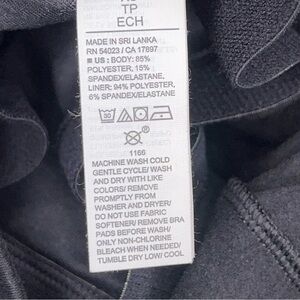 TP
ECH
MADE IN SRI LANKA
RN 54023 / CA 17897
US : BODY: 85%
POLYESTER, 15%
SPANDEX/ELASTANE,
LINER: 94% POLYESTER,
6% SPANDEX/ELASTANE
30
1166
MACHINE WASH COLD
GENTLE CYCLE/ WASH
AND DRY WITH LIKE
COLORS/ REMOVE
PROMPTLY FROM
WASHER AND DRYER/
DO NOT USE FABRIC
SOFTENER/ REMOVE BRA
PADS BEFORE WASH/
ONLY NON-CHLORINE
BLEACH WHEN NEEDED/
TUMBLE DRY LOW/ COOL